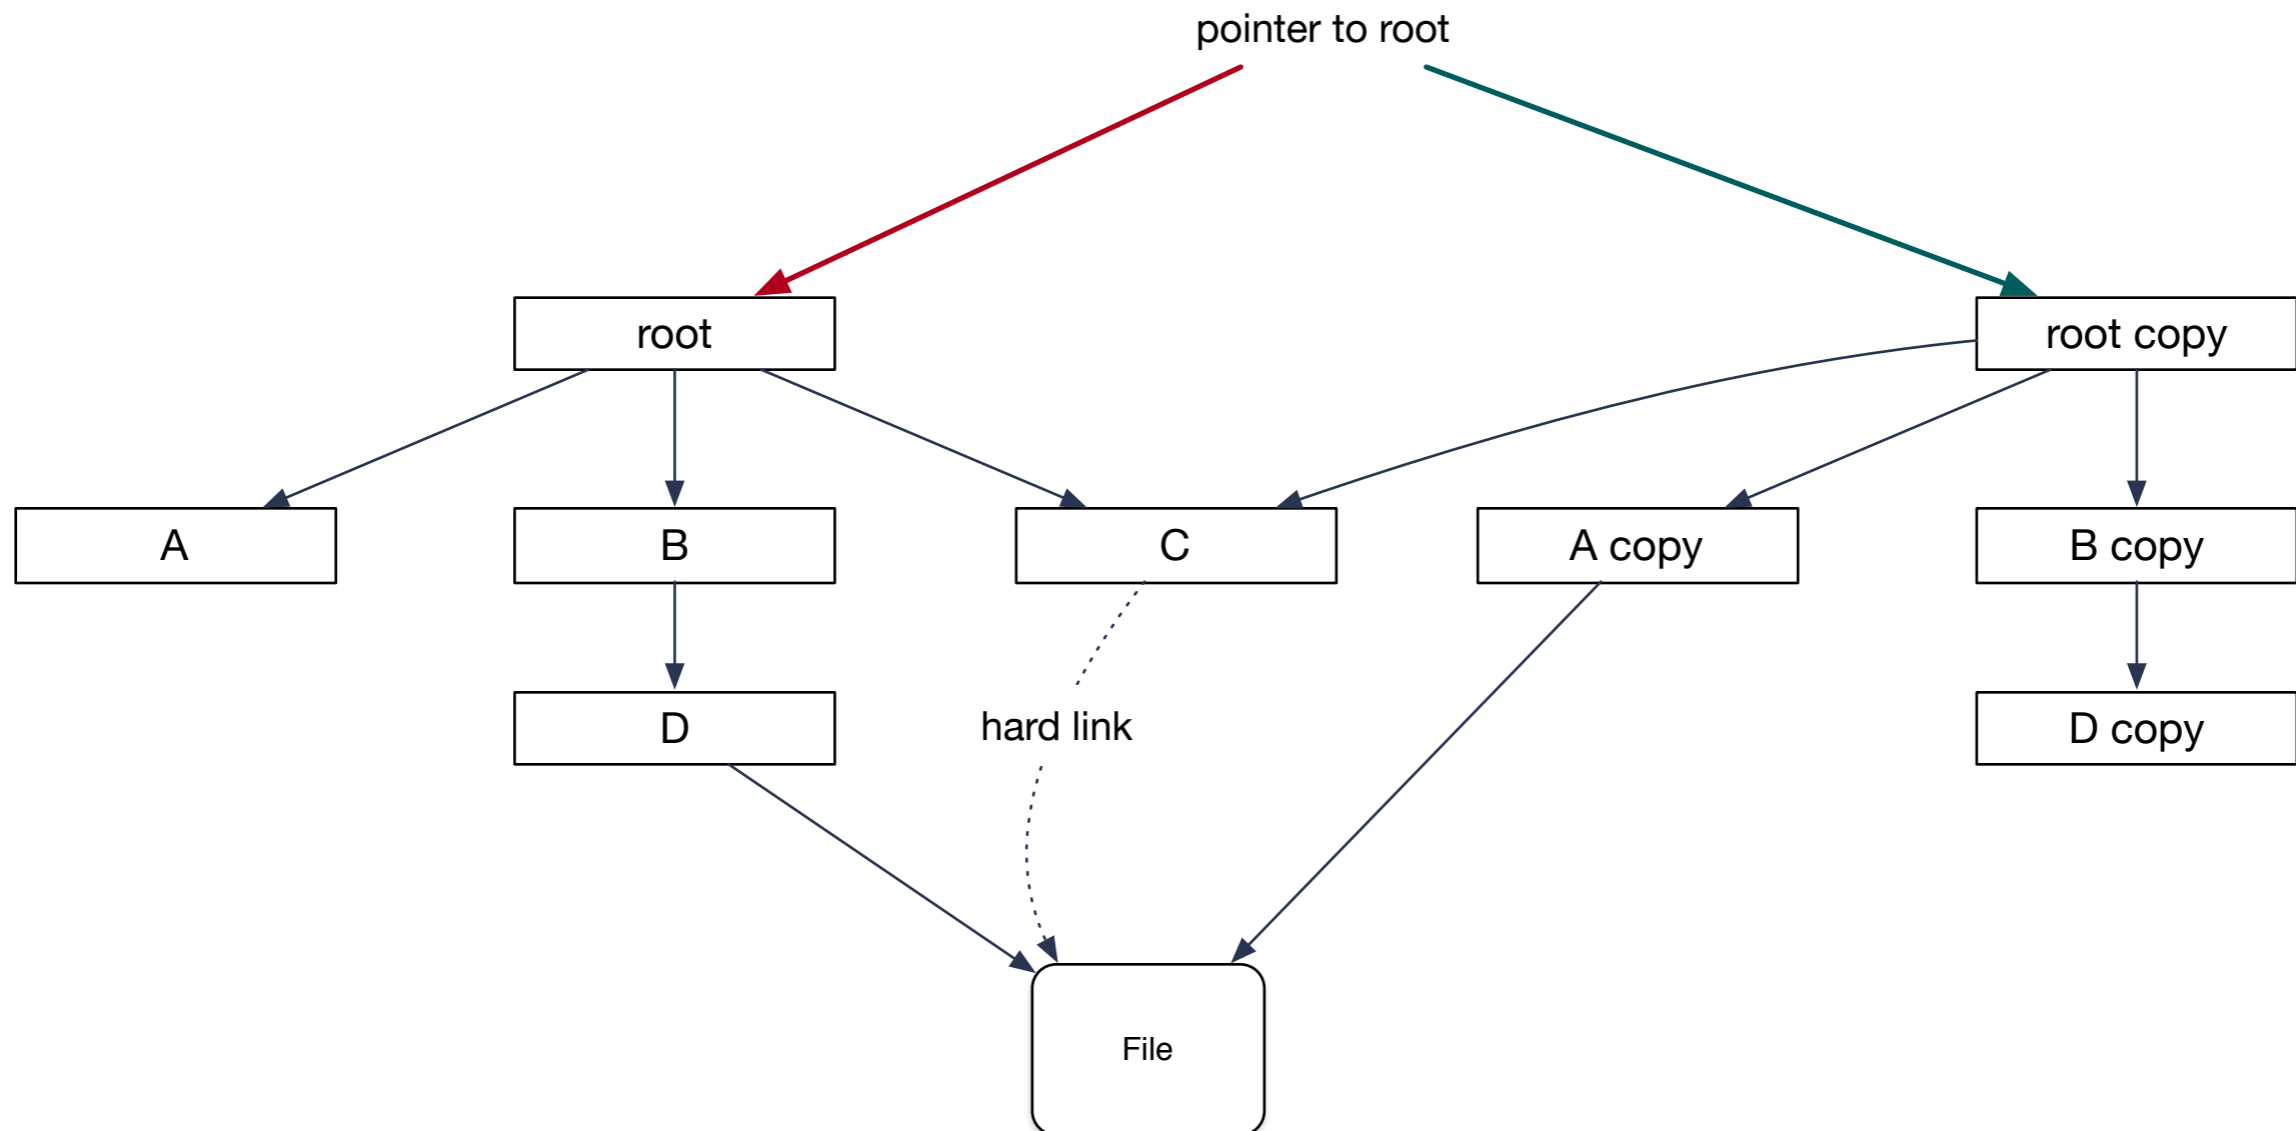 pointer to root
root
root copy
A
B
C
A copy
B copy
D
hard link
D copy
File